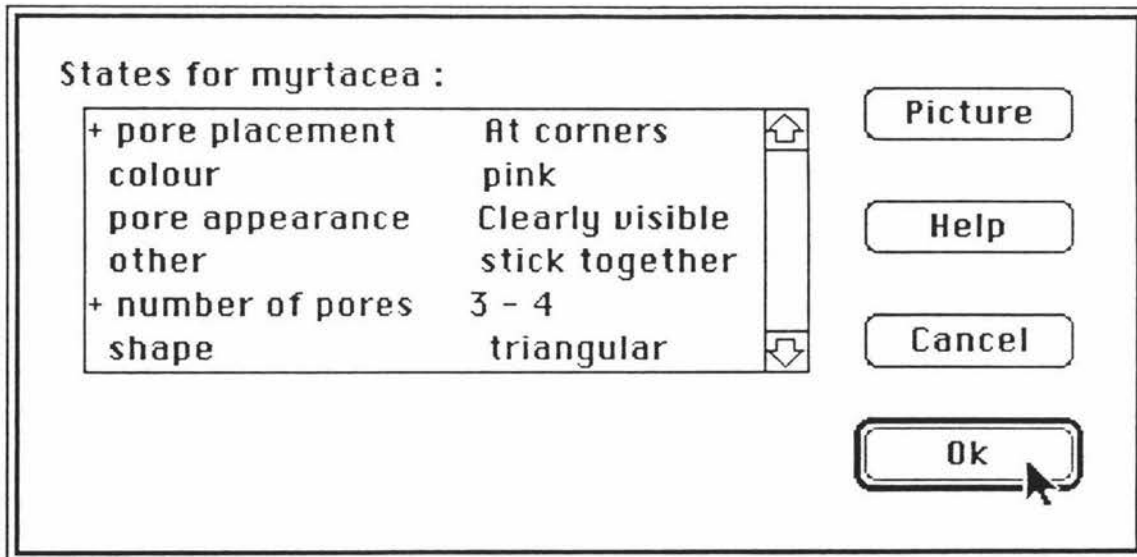 States for myrtacea :
+ pore placement At corners
colour pink
pore appearance Clearly visible
other stick together
+ number of pores 3 - 4
shape triangular
Picture
Help
Cancel
Ok